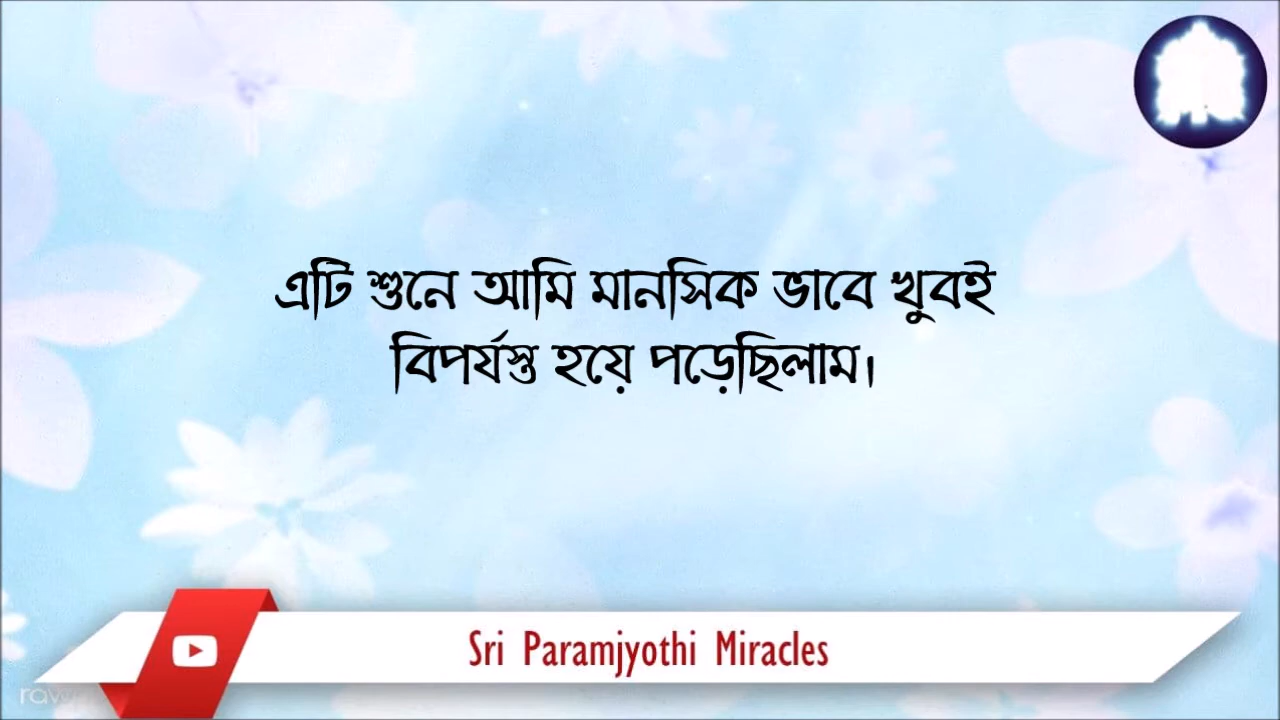 এটি শুনে আমি মানসিক ভাবে খুবই
বিপর্যস্ত হয়ে পড়েছিলাম।
Sri Paramjyothi Miracles